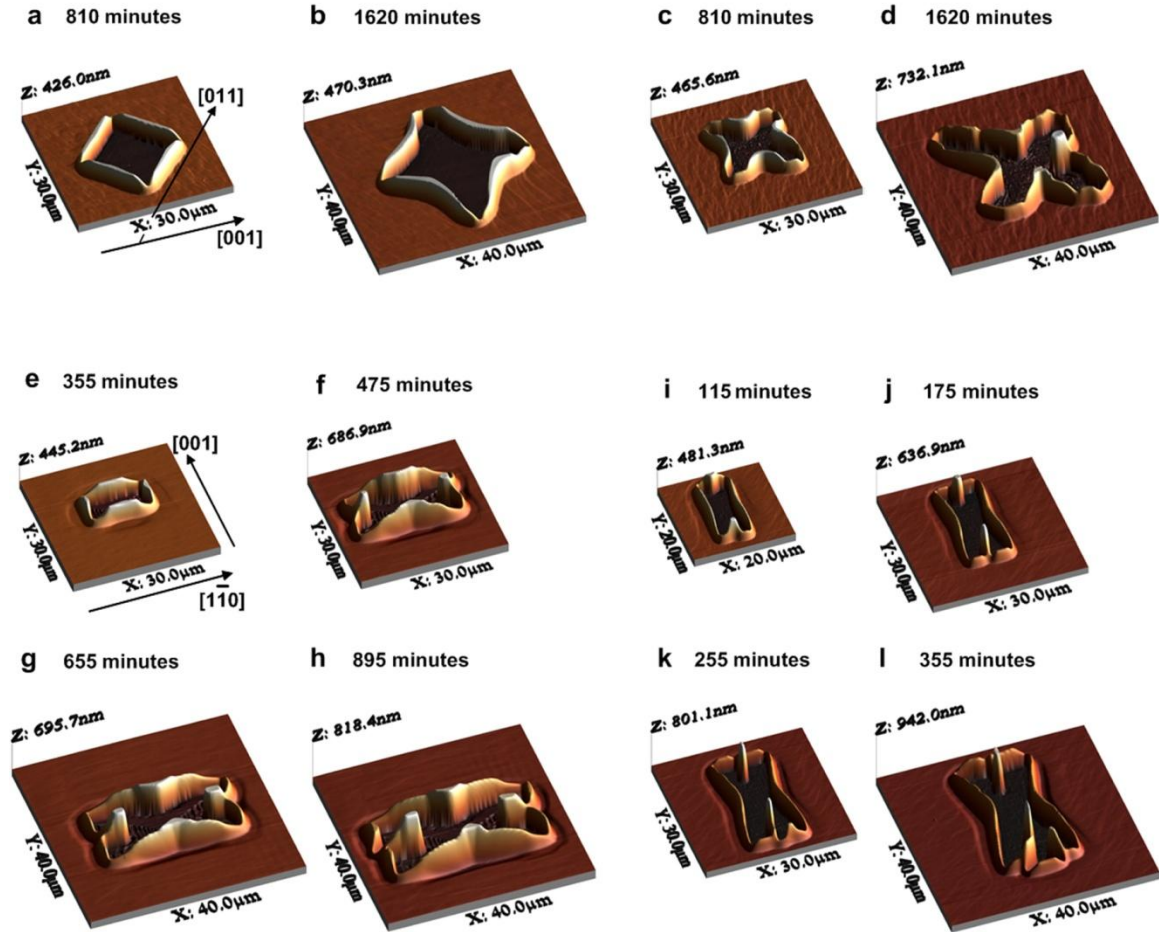 a 810 minutes
b 1620 minutes
c 810 minutes
d 1620 minutes
Z: 426.0nm
[011]
Y: 30.0µm
X: 30.0µm
[001]
Z: 470.3nm
Y: 40.0µm
X: 40.0µm
Z: 465.6nm
Y: 30.0µm
X: 30.0µm
Z: 732.1nm
Y: 40.0µm
X: 40.0µm
e 355 minutes
f 475 minutes
i 115 minutes
j 175 minutes
Z: 445.2nm
[001]
Y: 30.0µm
X: 30.0µm
[1̄10]
Z: 686.9nm
Y: 30.0µm
X: 30.0µm
Z: 481.3nm
Y: 20.0µm
X: 20.0µm
Z: 636.9nm
Y: 30.0µm
X: 30.0µm
g 655 minutes
h 895 minutes
k 255 minutes
l 355 minutes
Z: 695.7nm
Y: 40.0µm
X: 40.0µm
Z: 818.4nm
Y: 40.0µm
X: 40.0µm
Z: 801.1nm
Y: 30.0µm
X: 30.0µm
Z: 942.0nm
Y: 40.0µm
X: 40.0µm